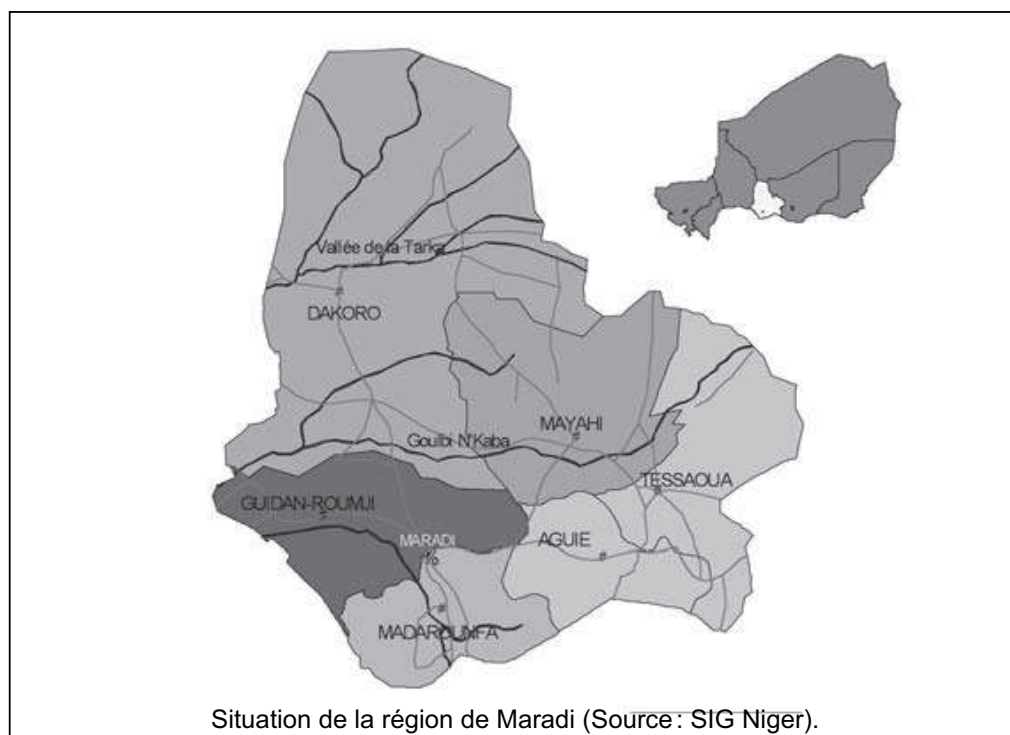 Vallée de la Tarka
DAKORO
Goulbi N'Kaba
MAYAHI
TESSAOUA
GUIDAN-ROUMJI
MARADI
AGUIE
MADAROUNFA
Situation de la région de Maradi (Source : SIG Niger).